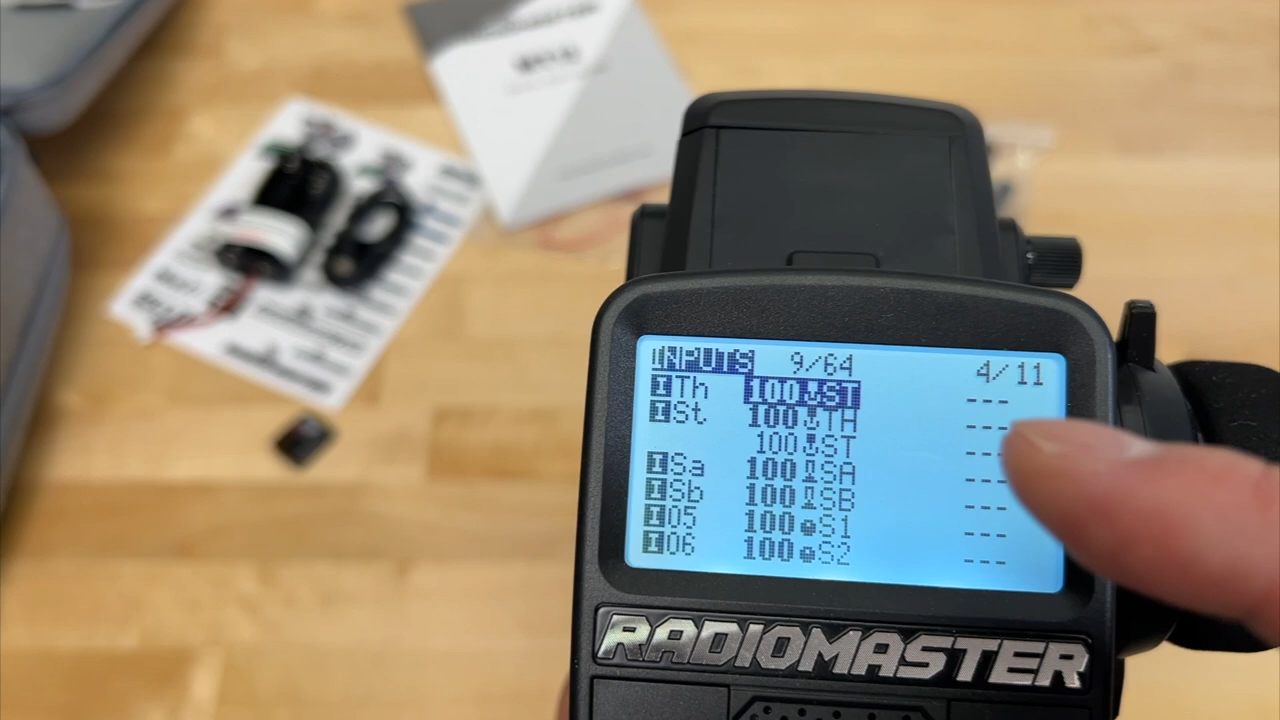 INPUTS 9/64 4/11
I Th 100 ST ---
I St 100 TH ---
100 ST ---
I Sa 100 SA ---
I Sb 100 SB ---
I 05 100 S1 ---
I 06 100 S2 ---
RADIOMASTER